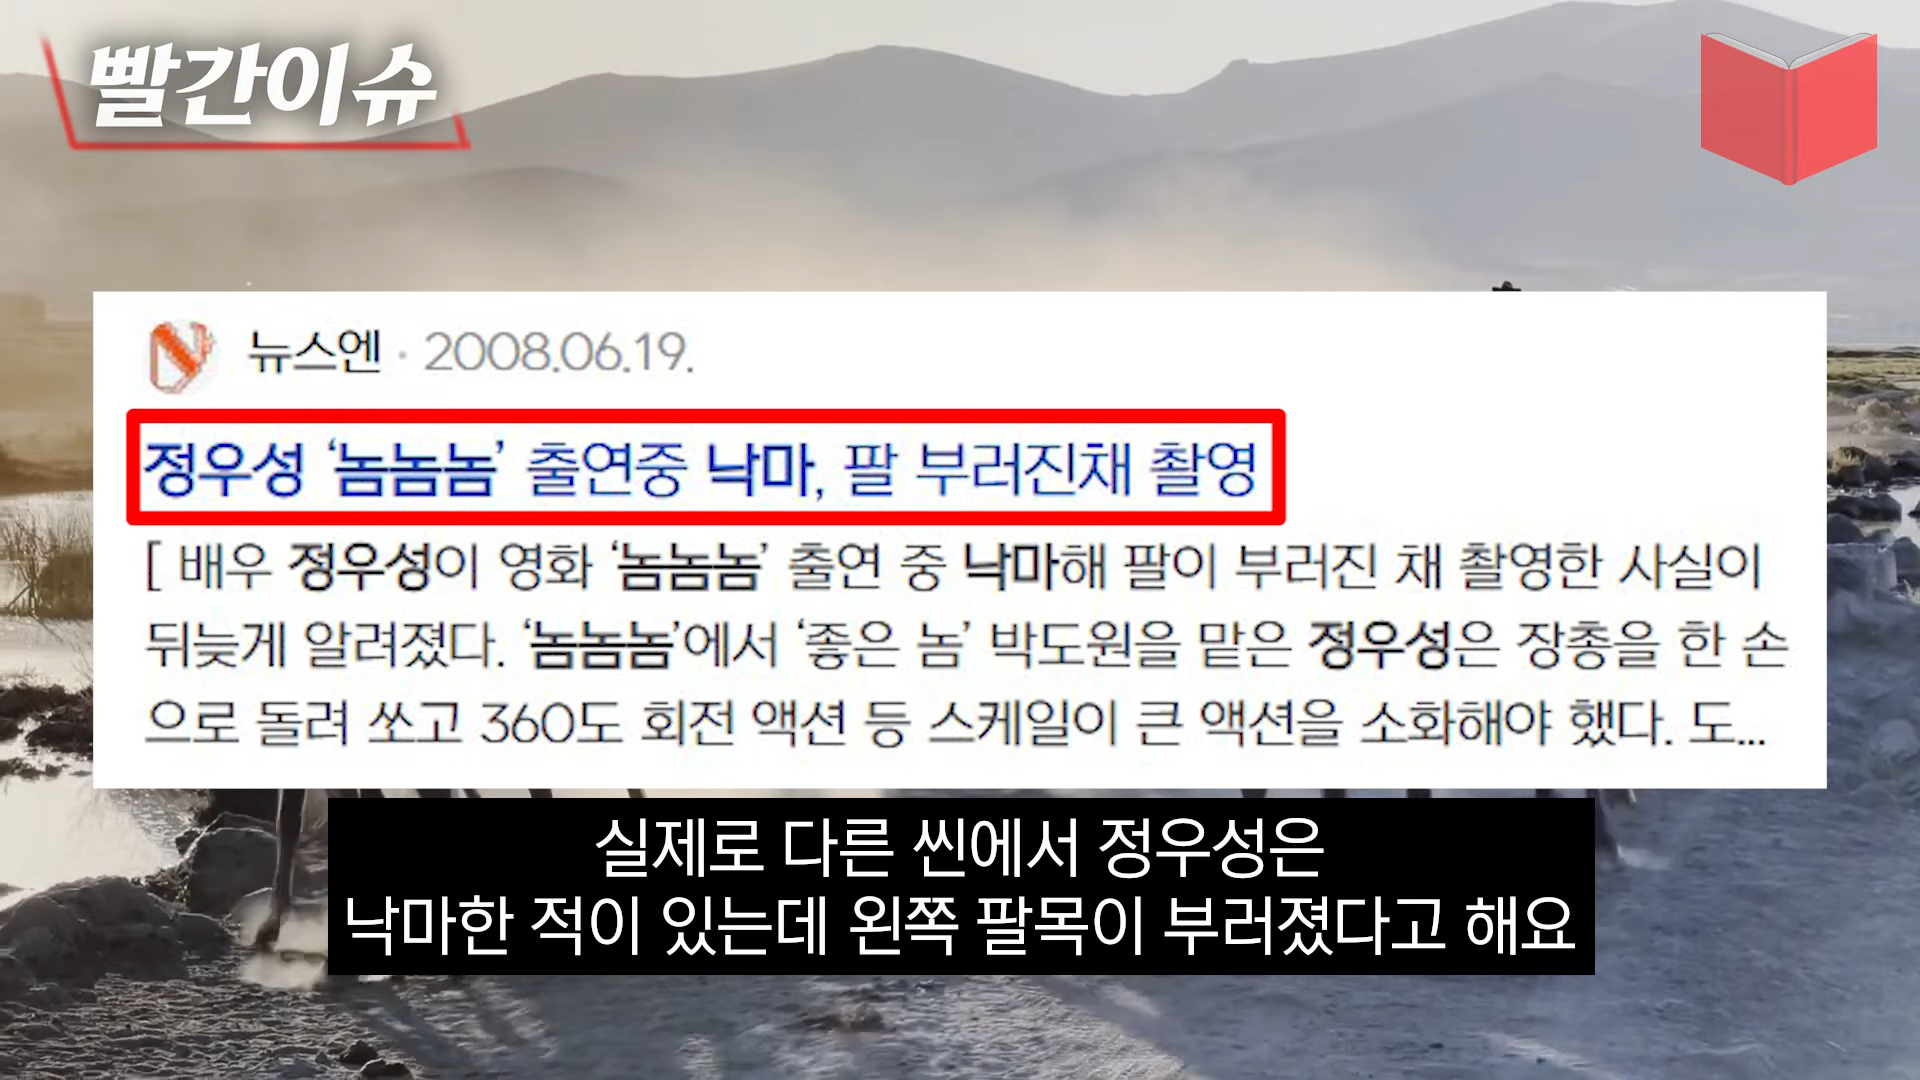 빨간이슈
뉴스엔 · 2008.06.19.
정우성 ‘놈놈놈’ 출연중 낙마, 팔 부러진채 촬영
[ 배우 정우성이 영화 ‘놈놈놈’ 출연 중 낙마해 팔이 부러진 채 촬영한 사실이
뒤늦게 알려졌다. ‘놈놈놈’에서 ‘좋은 놈’ 박도원을 맡은 정우성은 장총을 한 손
으로 돌려 쏘고 360도 회전 액션 등 스케일이 큰 액션을 소화해야 했다. 도...
실제로 다른 씬에서 정우성은
낙마한 적이 있는데 왼쪽 팔목이 부러졌다고 해요